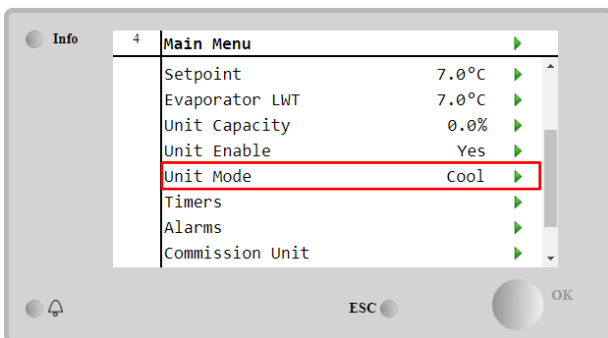 Info
4 Main Menu
Setpoint 7.0°C
Evaporator LWT 7.0°C
Unit Capacity 0.0%
Unit Enable Yes
Unit Mode Cool
Timers
Alarms
Commission Unit
ESC
OK